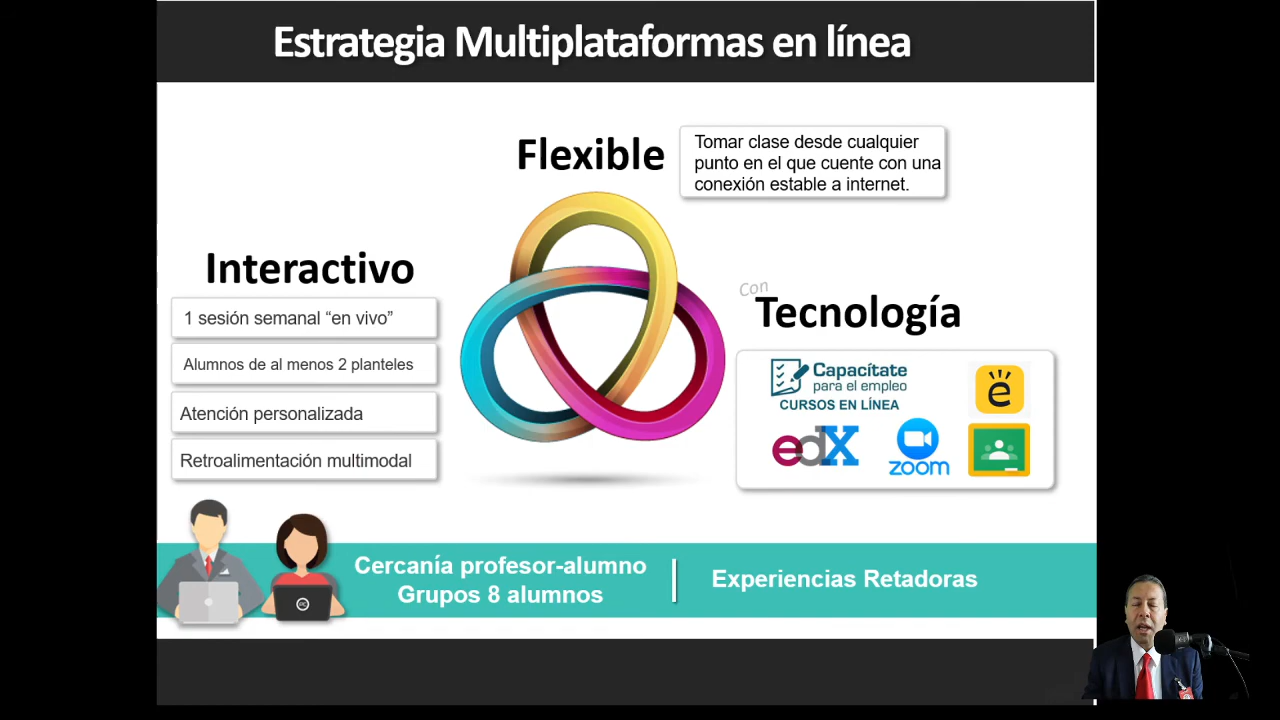 Estrategia Multiplataformas en línea
Flexible
Tomar clase desde cualquier
punto en el que cuente con una
conexión estable a internet.
Interactivo
1 sesión semanal “en vivo”
Alumnos de al menos 2 planteles
Atención personalizada
Retroalimentación multimodal
Con
Tecnología
Capacítate
para el empleo
CURSOS EN LÍNEA
ë
edX
zoom
Cercanía profesor-alumno
Grupos 8 alumnos
Experiencias Retadoras